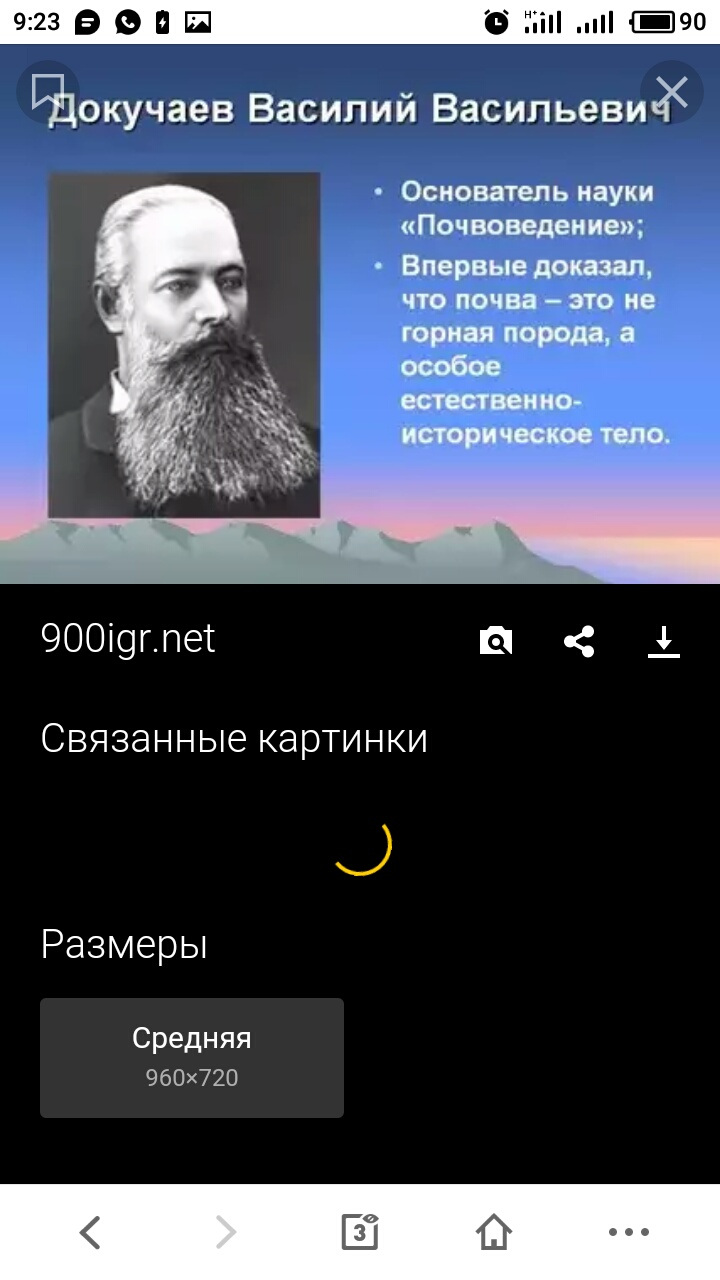 9:23
H+
90
Докучаев Василий Васильевич
• Основатель науки
«Почвоведение»;
• Впервые доказал,
что почва – это не
горная порода, а
особое
естественно-
историческое тело.
900igr.net
Связанные картинки
Размеры
Средняя
960×720
3